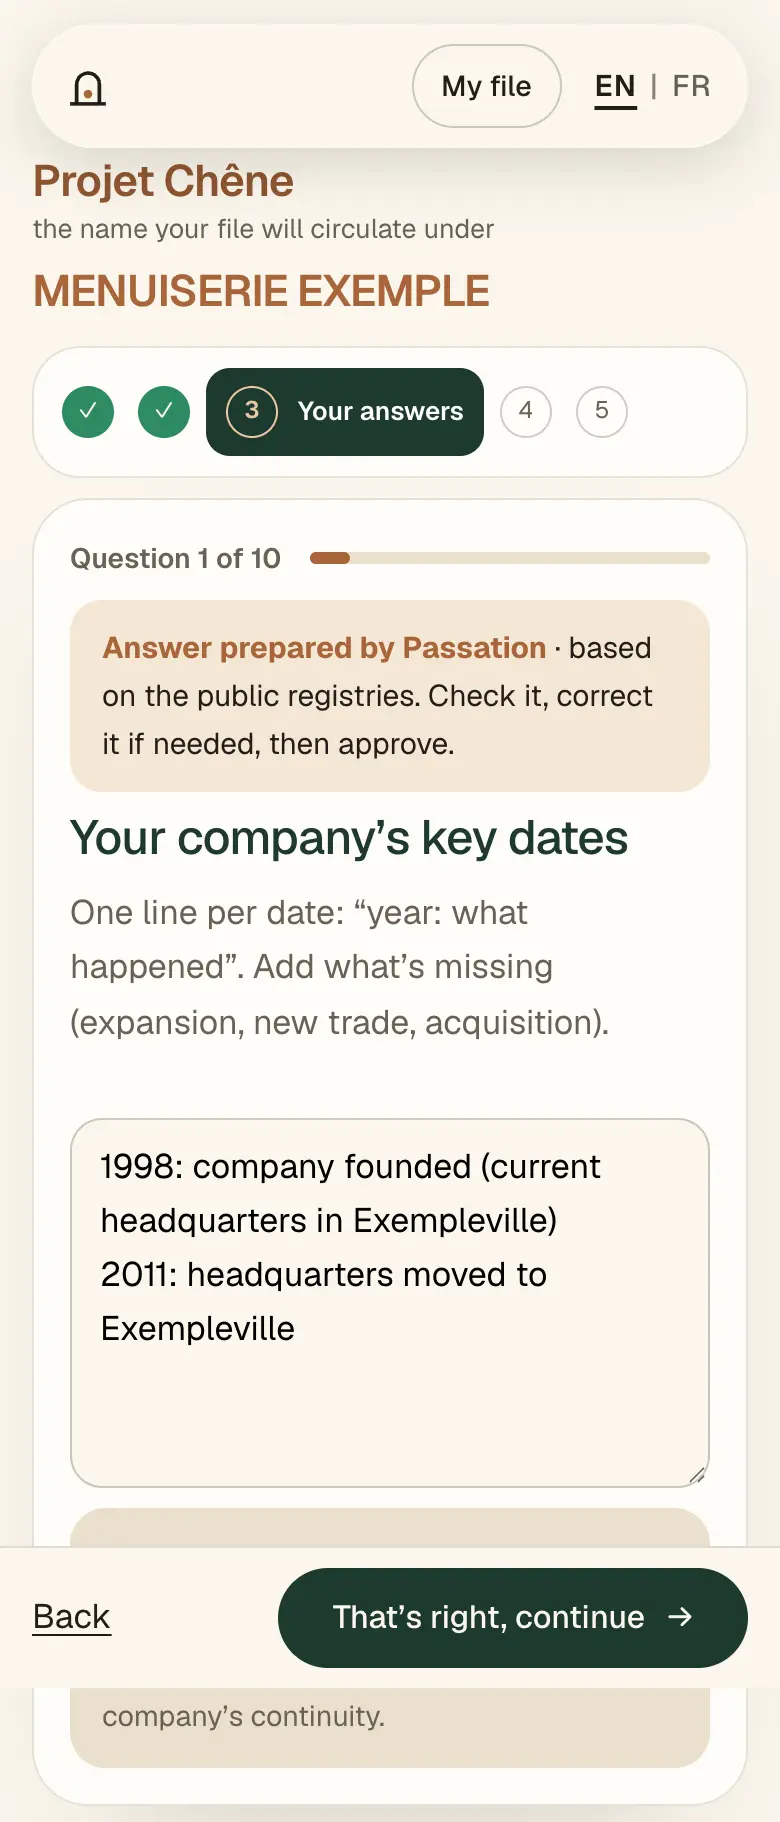 My file
EN | FR
Projet Chêne
the name your file will circulate under
MENUISERIE EXEMPLE
✓ ✓ 3 Your answers 4 5
Question 1 of 10
Answer prepared by Passation · based
on the public registries. Check it, correct
it if needed, then approve.
Your company’s key dates
One line per date: “year: what
happened”. Add what’s missing
(expansion, new trade, acquisition).
1998: company founded (current
headquarters in Exempleville)
2011: headquarters moved to
Exempleville
Back
That’s right, continue →
company’s continuity.